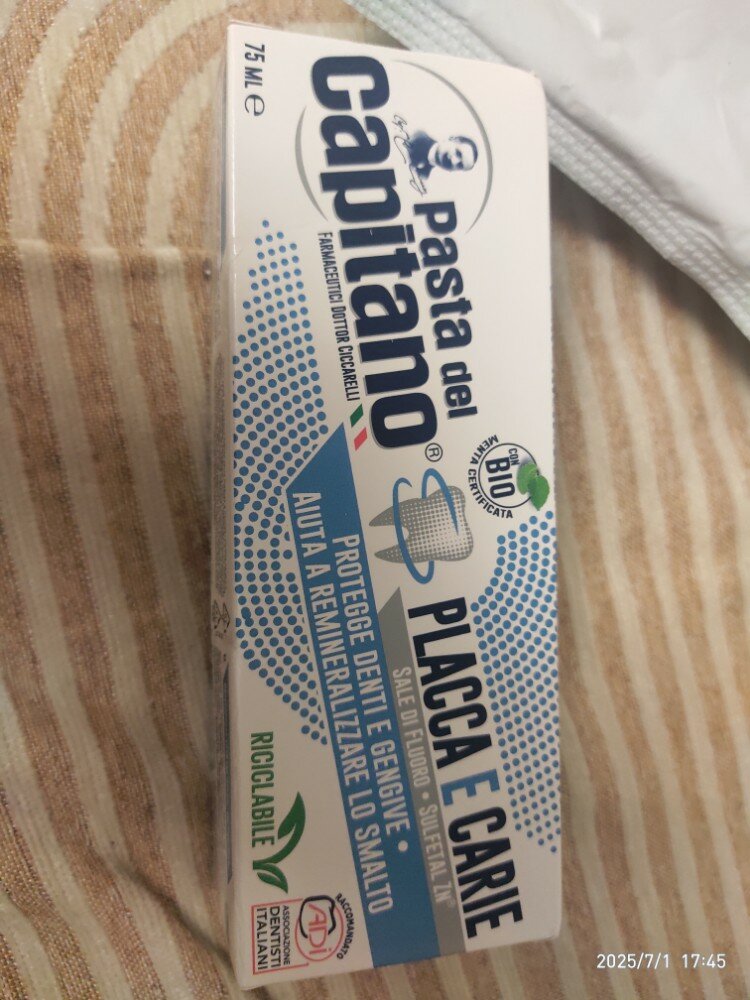 Pasta del
Capitano®
FARMACEUTICI DOTTOR CICCARELLI
75 ML e
CON
BIO
MENTA CERTIFICATA
PLACCA E CARIE
SALE DI FLUORO • SULFETAL ZN®
PROTEGGE DENTI E GENGIVE •
AIUTA A REMINERALIZZARE LO SMALTO
RICICLABILE
RACCOMANDATO
ADI
ASSOCIAZIONE
DENTISTI
ITALIANI
2025/7/1 17:45